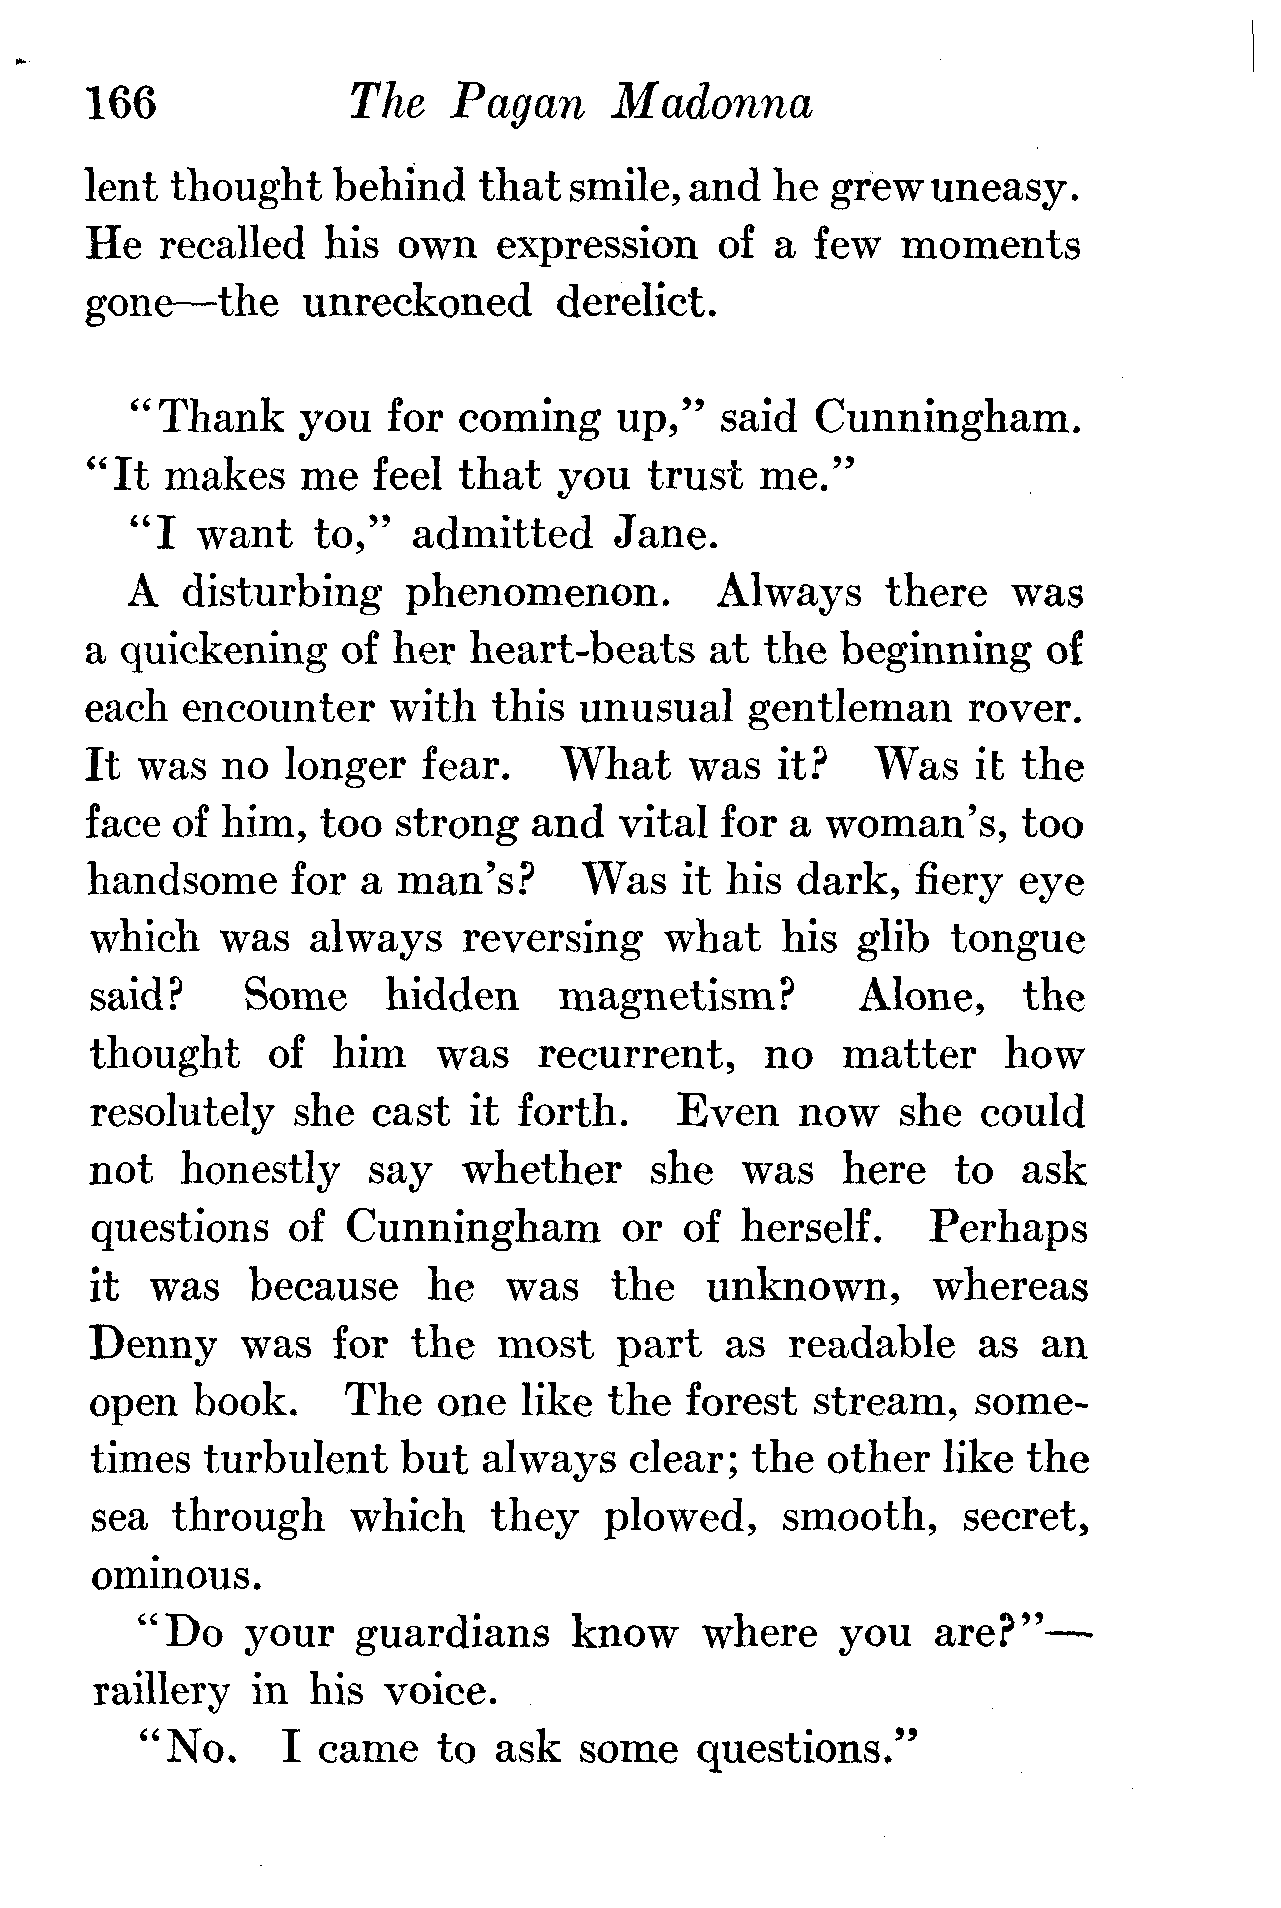 166 The Pagan Madonna
lent thought behind that smile, and he grew uneasy.
He recalled his own expression of a few moments
gone—the unreckoned derelict.
"Thank you for coming up," said Cunningham.
"It makes me feel that you trust me."
"I want to," admitted Jane.
A disturbing phenomenon. Always there was
a quickening of her heart-beats at the beginning of
each encounter with this unusual gentleman rover.
It was no longer fear. What was it? Was it the
face of him, too strong and vital for a woman's, too
handsome for a man's? Was it his dark, fiery eye
which was always reversing what his glib tongue
said? Some hidden magnetism? Alone, the
thought of him was recurrent, no matter how
resolutely she cast it forth. Even now she could
not honestly say whether she was here to ask
questions of Cunningham or of herself. Perhaps
it was because he was the unknown, whereas
Denny was for the most part as readable as an
open book. The one like the forest stream, some-
times turbulent but always clear; the other like the
sea through which they plowed, smooth, secret,
ominous.
"Do your guardians know where you are?"—
raillery in his voice.
"No. I came to ask some questions."